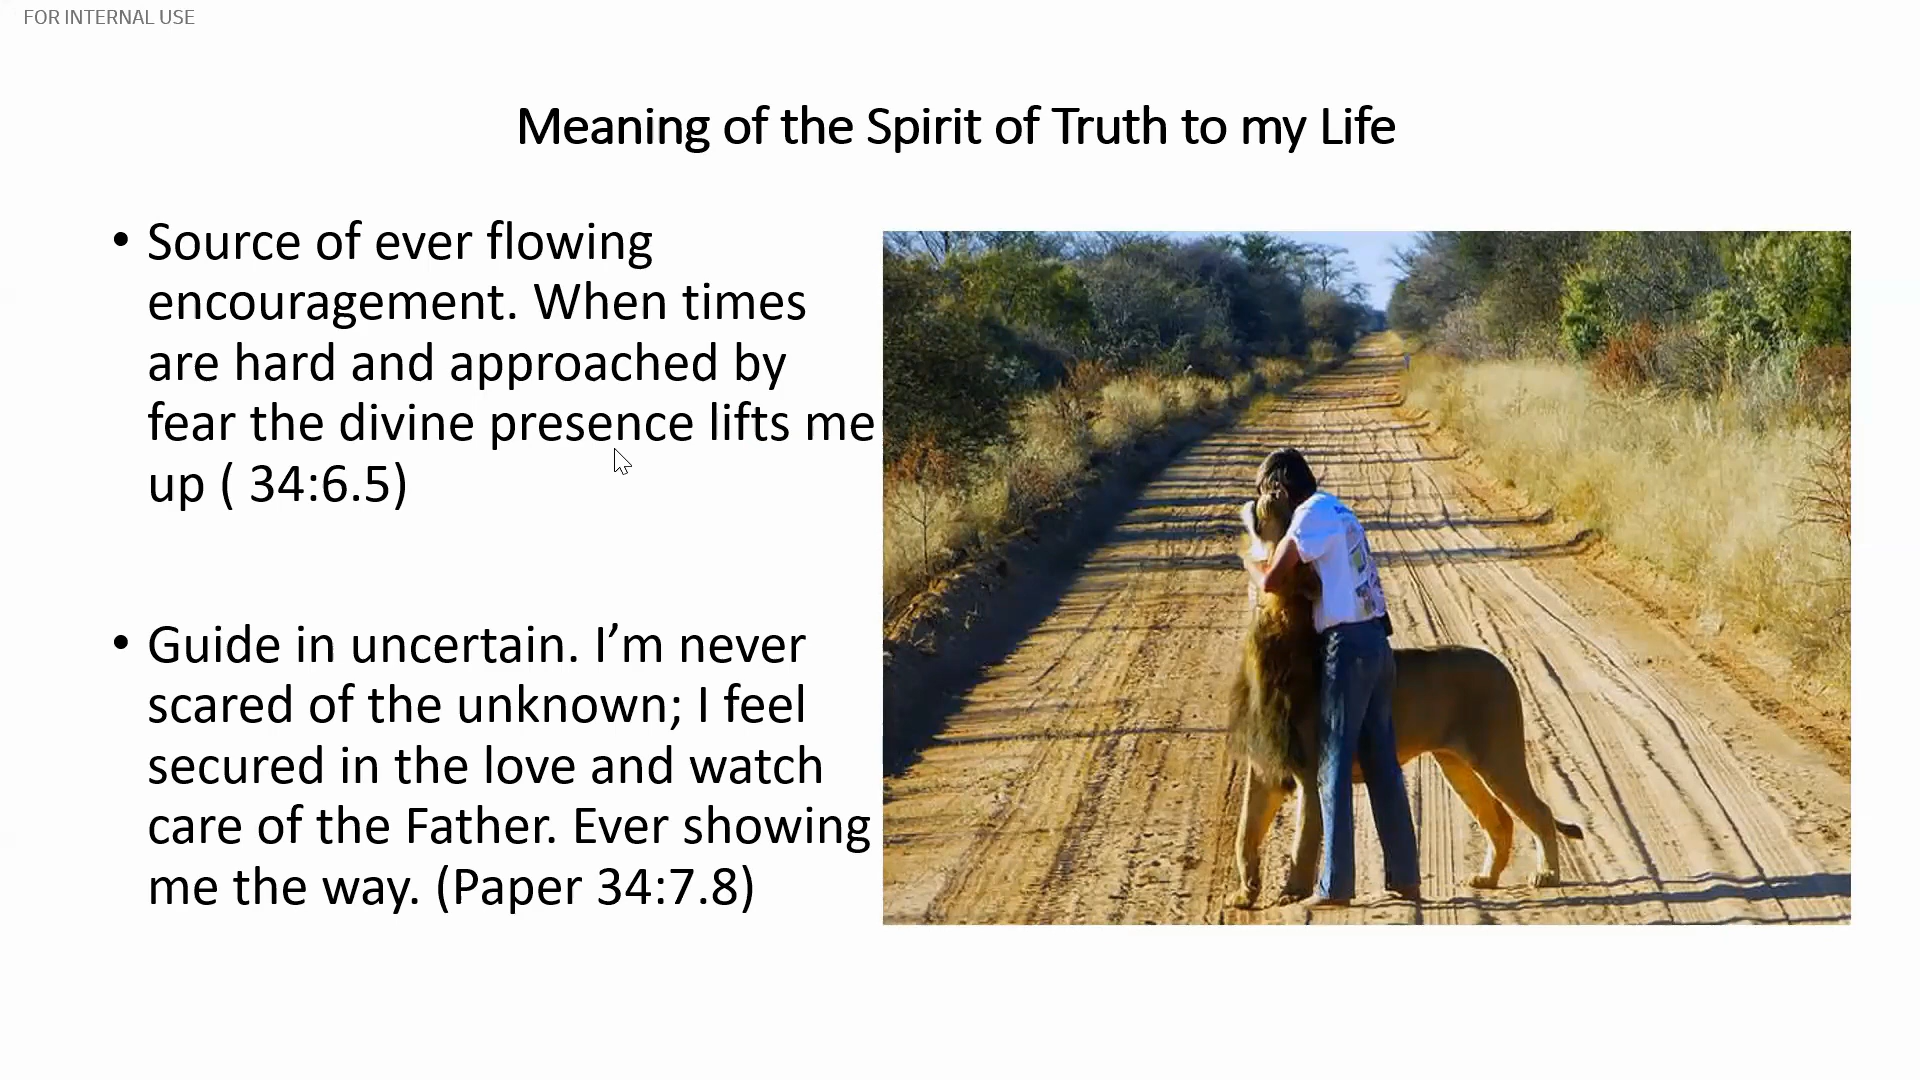 FOR INTERNAL USE
Meaning of the Spirit of Truth to my Life
• Source of ever flowing
encouragement. When times
are hard and approached by
fear the divine presence lifts me
up ( 34:6.5)
• Guide in uncertain. I’m never
scared of the unknown; I feel
secured in the love and watch
care of the Father. Ever showing
me the way. (Paper 34:7.8)